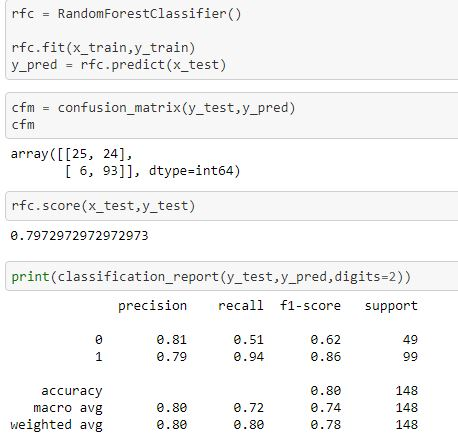 rfc = RandomForestClassifier()
rfc.fit(x_train,y_train)
y_pred = rfc.predict(x_test)
cfm = confusion_matrix(y_test,y_pred)
cfm
array([[25, 24],
       [ 6, 93]], dtype=int64)
rfc.score(x_test,y_test)
0.7972972972972973
print(classification_report(y_test,y_pred,digits=2))
              precision    recall  f1-score   support
           0       0.81      0.51      0.62        49
           1       0.79      0.94      0.86        99
    accuracy                           0.80       148
   macro avg       0.80      0.72      0.74       148
weighted avg       0.80      0.80      0.78       148